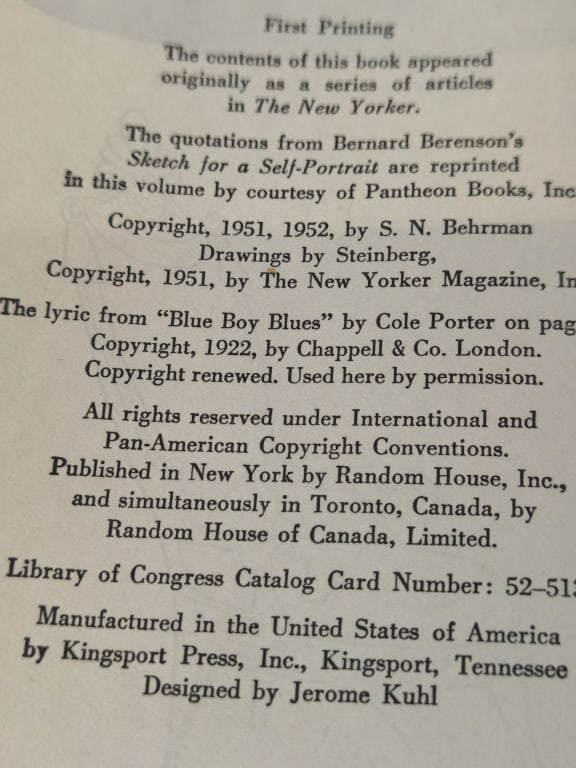 First Printing
The contents of this book appeared
originally as a series of articles
in The New Yorker.
The quotations from Bernard Berenson's
Sketch for a Self-Portrait are reprinted
in this volume by courtesy of Pantheon Books, Inc
Copyright, 1951, 1952, by S. N. Behrman
Drawings by Steinberg,
Copyright, 1951, by The New Yorker Magazine, In
The lyric from “Blue Boy Blues” by Cole Porter on pag
Copyright, 1922, by Chappell & Co. London.
Copyright renewed. Used here by permission.
All rights reserved under International and
Pan-American Copyright Conventions.
Published in New York by Random House, Inc.,
and simultaneously in Toronto, Canada, by
Random House of Canada, Limited.
Library of Congress Catalog Card Number: 52–51
Manufactured in the United States of America
by Kingsport Press, Inc., Kingsport, Tennessee
Designed by Jerome Kuhl